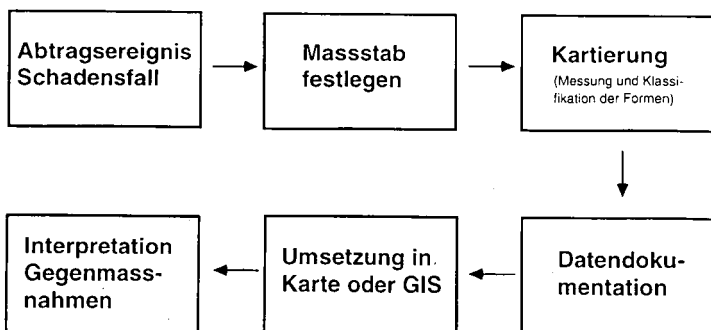 Abtragsereignis
Schadensfall
Massstab
festlegen
Kartierung
(Messung und Klassi-
fikation der Formen)
Datendoku-
mentation
Umsetzung in
Karte oder GIS
Interpretation
Gegenmass-
nahmen